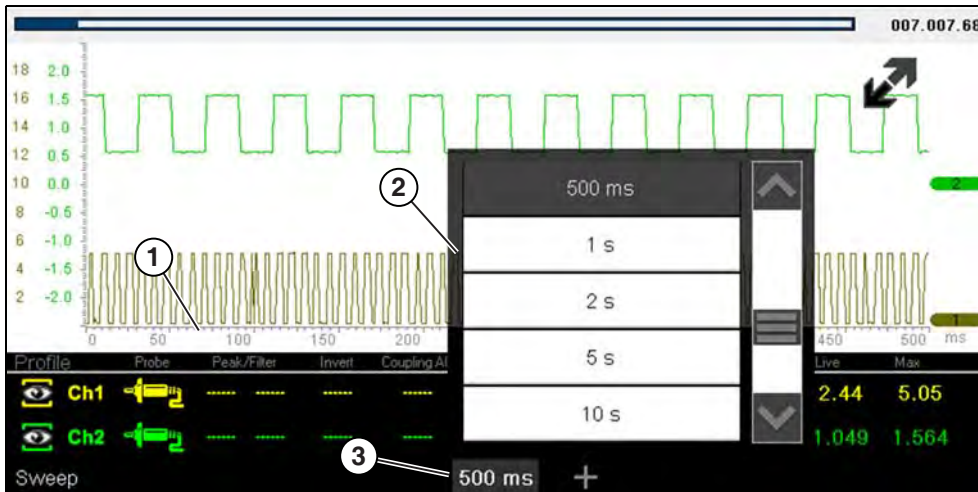 007.007.68
18 2.0
16 1.5
14 1.0
12 0.5
10 0.0
8 -0.5
6 -1.0
4 -1.5
2 -2.0
2
1
0 50 100 150 200 450 500 ms
500 ms
1 s
2 s
5 s
10 s
1
2
3
Profile Probe Peak/Filter Invert Coupling Live Max
Ch1 2.44 5.05
Ch2 1.049 1.564
Sweep 500 ms +